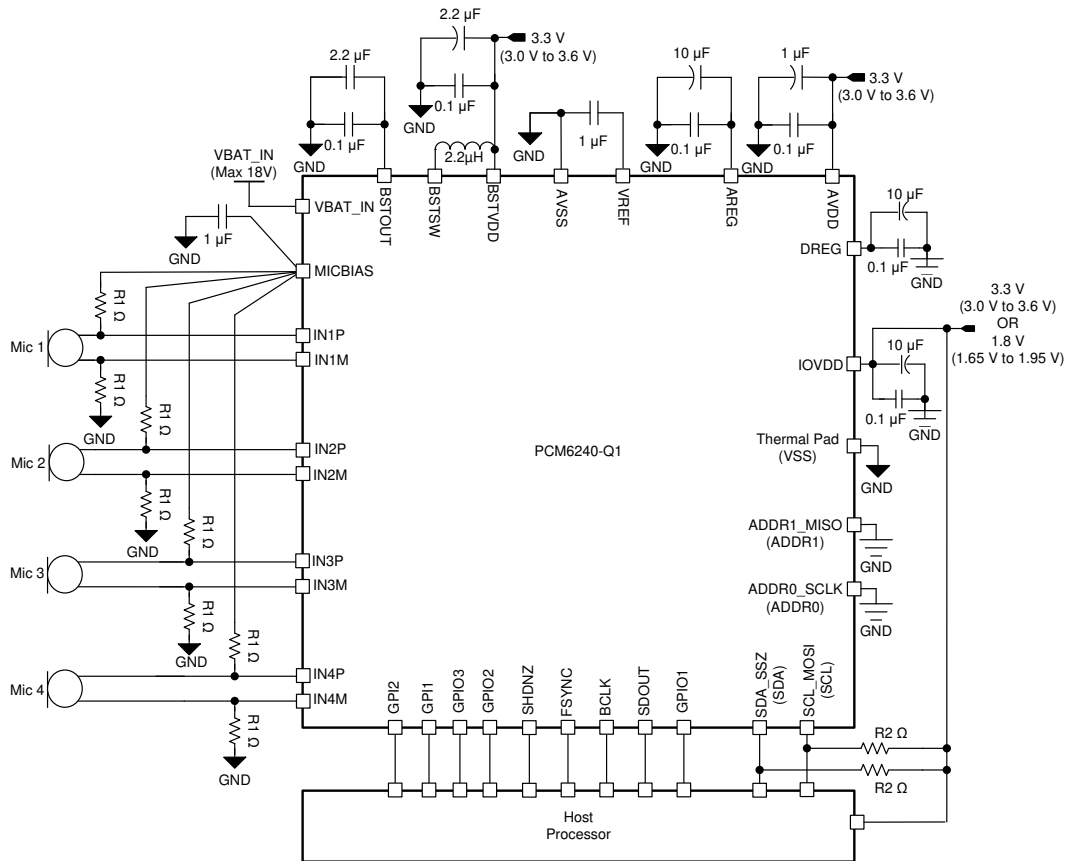 2.2 µF
3.3 V
(3.0 V to 3.6 V)
0.1 µF
GND
2.2 µF
0.1 µF
GND
2.2µH
1 µF
GND
10 µF
0.1 µF
GND
1 µF
3.3 V
(3.0 V to 3.6 V)
0.1 µF
GND
VBAT_IN
(Max 18V)
VBAT_IN
BSTOUT
BSTSW
BSTVDD
AVSS
VREF
AREG
AVDD
1 µF
GND
MICBIAS
DREG
10 µF
0.1 µF
GND
3.3 V
(3.0 V to 3.6 V)
OR
1.8 V
(1.65 V to 1.95 V)
IOVDD
10 µF
0.1 µF
GND
R1 Ω
Mic 1
IN1P
IN1M
R1 Ω
GND
R1 Ω
Mic 2
IN2P
IN2M
R1 Ω
GND
PCM6240-Q1
Thermal Pad
(VSS)
GND
R1 Ω
Mic 3
IN3P
IN3M
R1 Ω
GND
ADDR1_MISO
(ADDR1)
GND
ADDR0_SCLK
(ADDR0)
GND
R1 Ω
Mic 4
IN4P
IN4M
R1 Ω
GND
GPI2
GPI1
GPIO3
GPIO2
SHDNZ
FSYNC
BCLK
SDOUT
GPIO1
SDA_SSZ
(SDA)
SCL_MOSI
(SCL)
R2 Ω
R2 Ω
Host
Processor